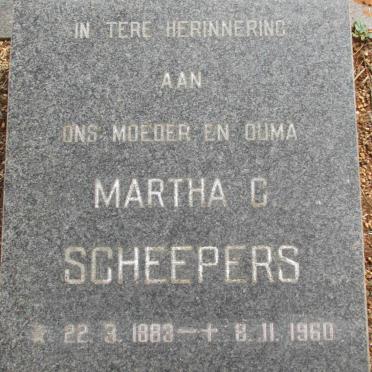 IN TERE HERINNERING
AAN
ONS MOEDER EN OUMA
MARTHA C
SCHEEPERS
* 22. 3. 1883 — + 8. 11. 1960